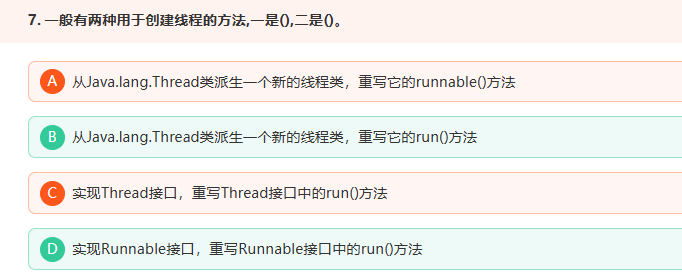 7. 一般有两种用于创建线程的方法,一是(),二是()。
A 从Java.lang.Thread类派生一个新的线程类，重写它的runnable()方法
B 从Java.lang.Thread类派生一个新的线程类，重写它的run()方法
C 实现Thread接口，重写Thread接口中的run()方法
D 实现Runnable接口，重写Runnable接口中的run()方法